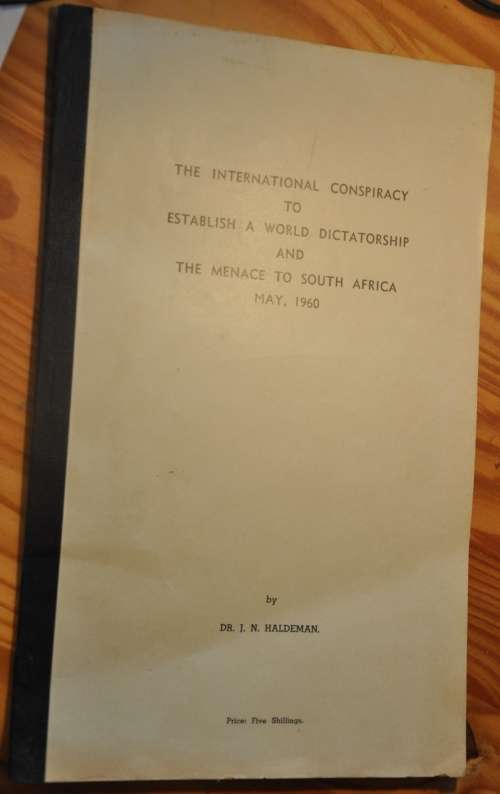 THE INTERNATIONAL CONSPIRACY
TO
ESTABLISH A WORLD DICTATORSHIP
AND
THE MENACE TO SOUTH AFRICA
MAY, 1960
by
DR. J. N. HALDEMAN.
Price: Five Shillings.